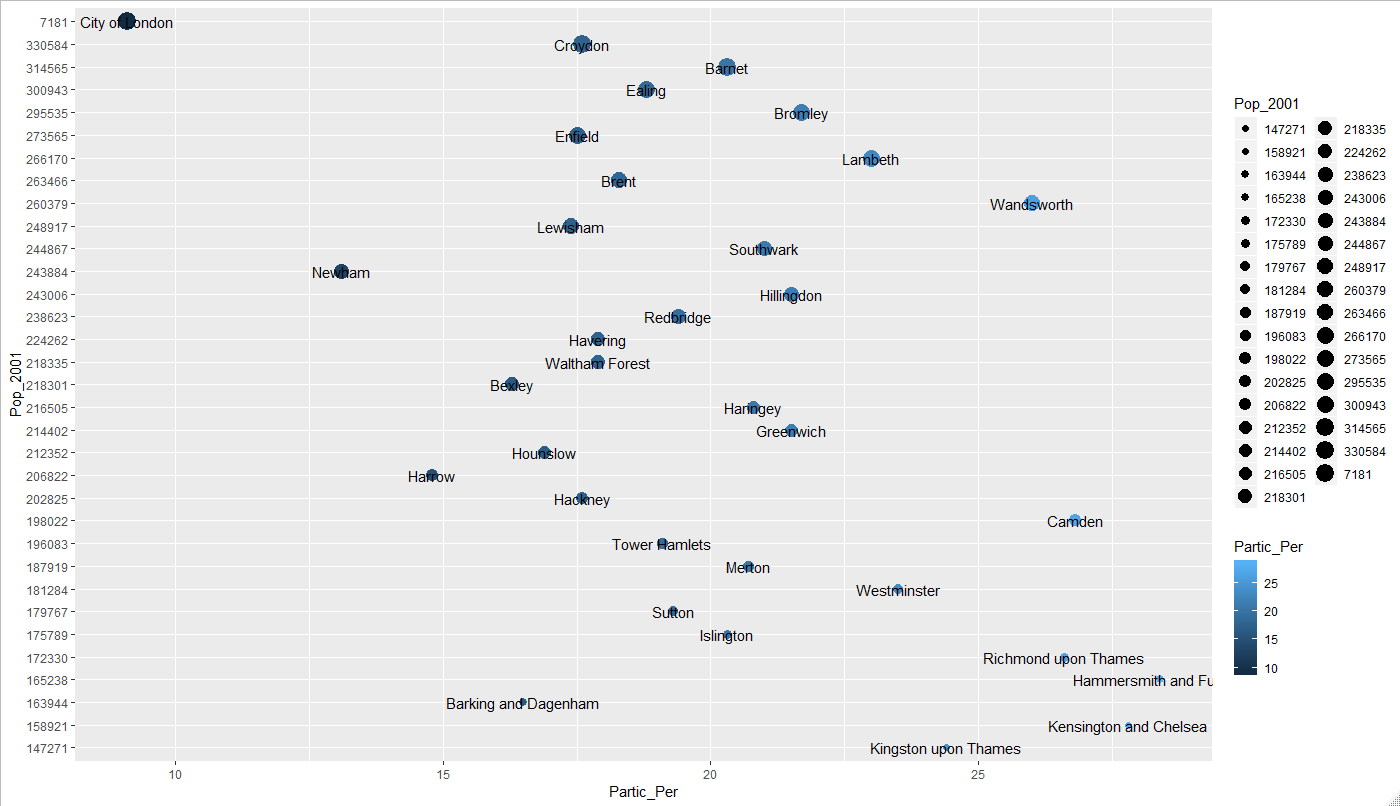 7181 City of London
330584 Croydon
314565 Barnet
300943 Ealing
295535 Bromley
273565 Enfield
266170 Lambeth
263466 Brent
260379 Wandsworth
248917 Lewisham
244867 Southwark
243884 Newham
243006 Hillingdon
238623 Redbridge
224262 Havering
218335 Waltham Forest
218301 Bexley
216505 Haringey
214402 Greenwich
212352 Hounslow
206822 Harrow
202825 Hackney
198022 Camden
196083 Tower Hamlets
187919 Merton
181284 Westminster
179767 Sutton
175789 Islington
172330 Richmond upon Thames
165238 Hammersmith and Fu
163944 Barking and Dagenham
158921 Kensington and Chelsea
147271 Kingston upon Thames
Pop_2001
10 15 20 25
Partic_Per
Pop_2001
147271 218335
158921 224262
163944 238623
165238 243006
172330 243884
175789 244867
179767 248917
181284 260379
187919 263466
196083 266170
198022 273565
202825 295535
206822 300943
212352 314565
214402 330584
216505 7181
218301
Partic_Per
25
20
15
10